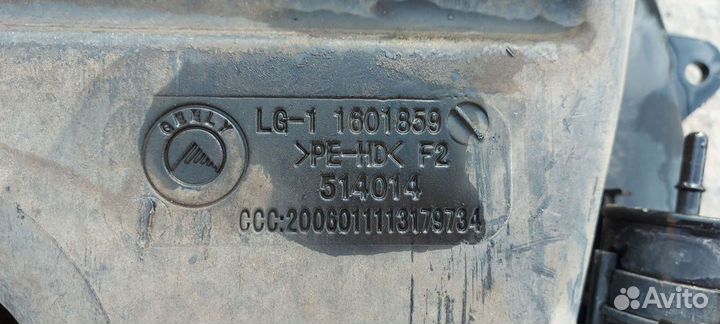 GEELY
LG-1 1601859
>PE-HD< F2
514014
CCC:2006011113179734
Avito